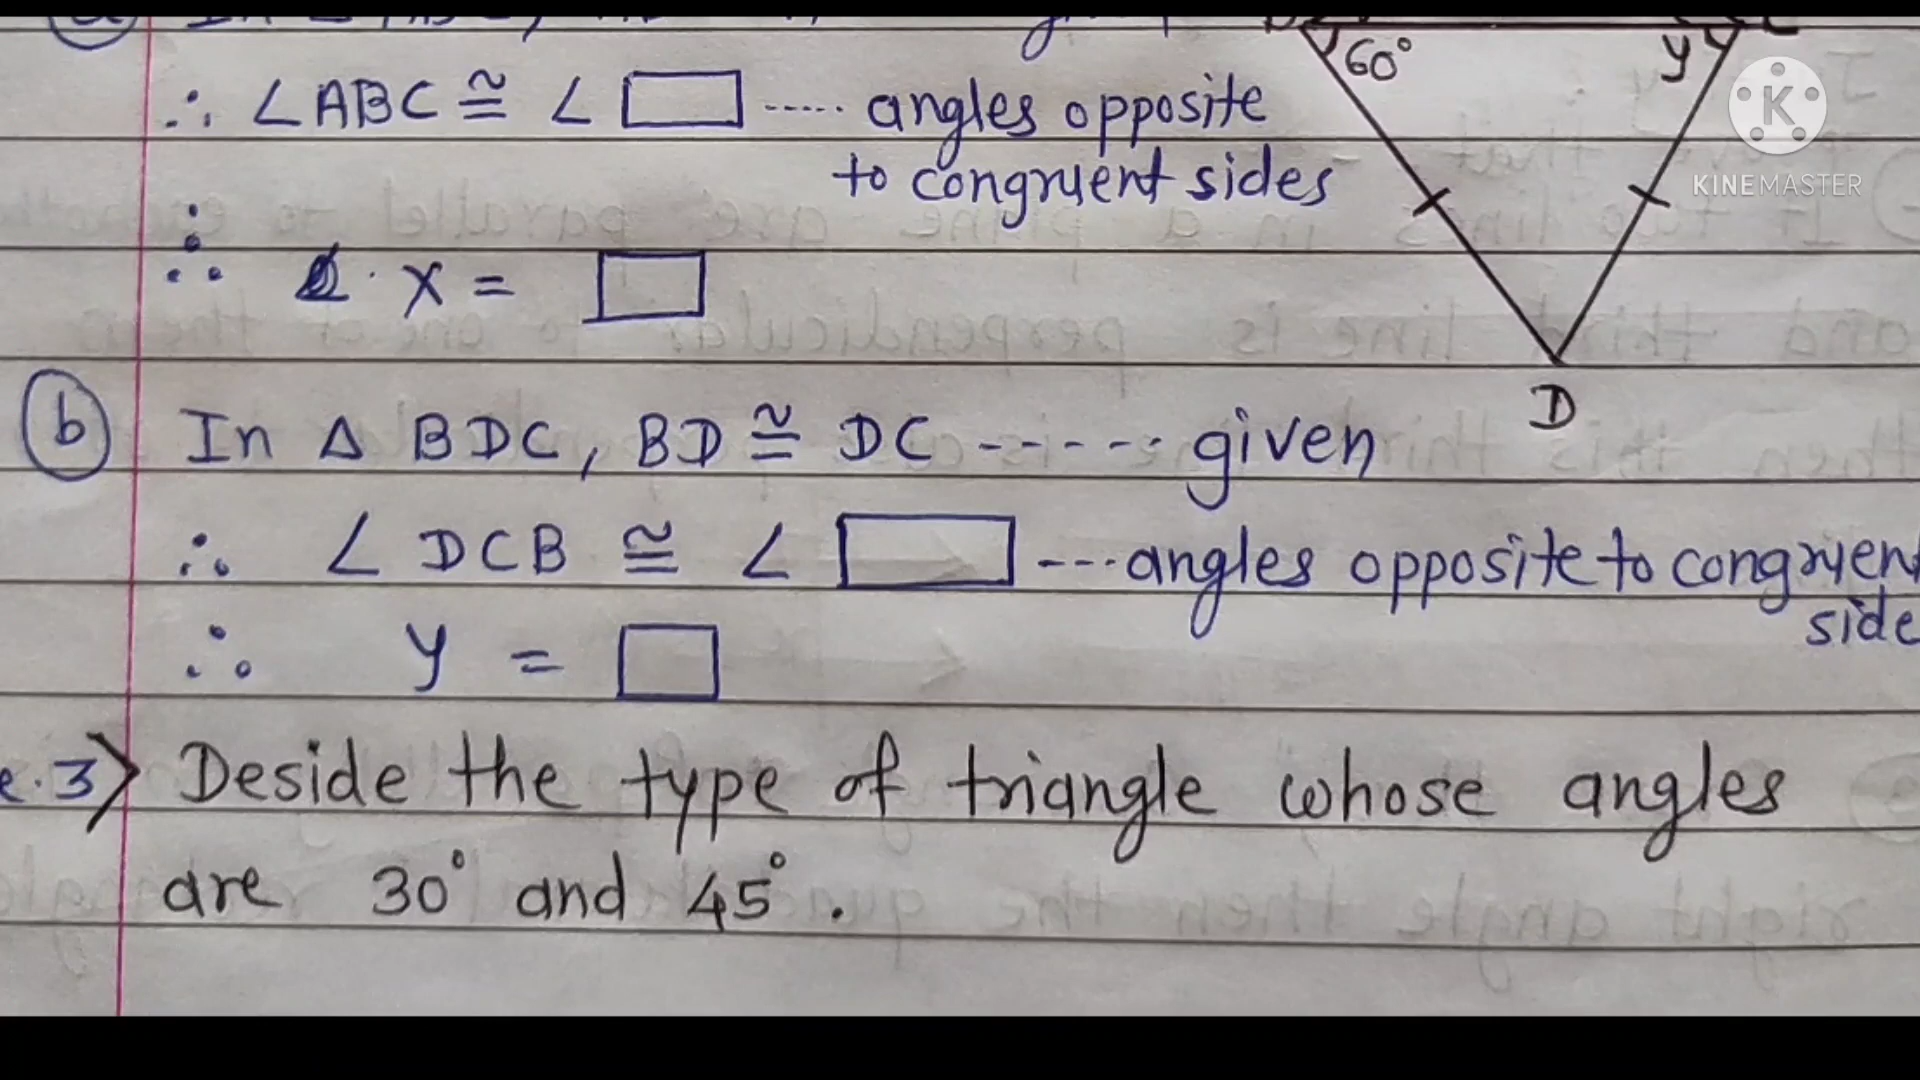 60° y
∴ ∠ABC ≅ ∠ ..... angles opposite
to congruent sides
KINEMASTER
∴ x =
D
b In Δ BDC, BD ≅ DC ------ given
∴ ∠ DCB ≅ ∠ ---- angles opposite to congruent
side
∴ y =
e.3> Deside the type of triangle whose angles
are 30° and 45°.